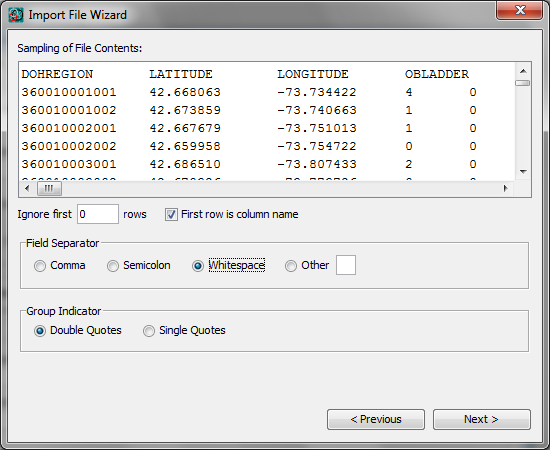 Import File Wizard
Sampling of File Contents:
DOHREGION LATITUDE LONGITUDE OBLADDER
360010001001 42.668063 -73.734422 4 0
360010001002 42.673859 -73.740663 1 0
360010002001 42.667679 -73.751013 1 0
360010002002 42.659958 -73.754722 0 0
360010003001 42.686510 -73.807433 2 0
Ignore first 0 rows First row is column name
Field Separator
Comma Semicolon Whitespace Other
Group Indicator
Double Quotes Single Quotes
< Previous Next >